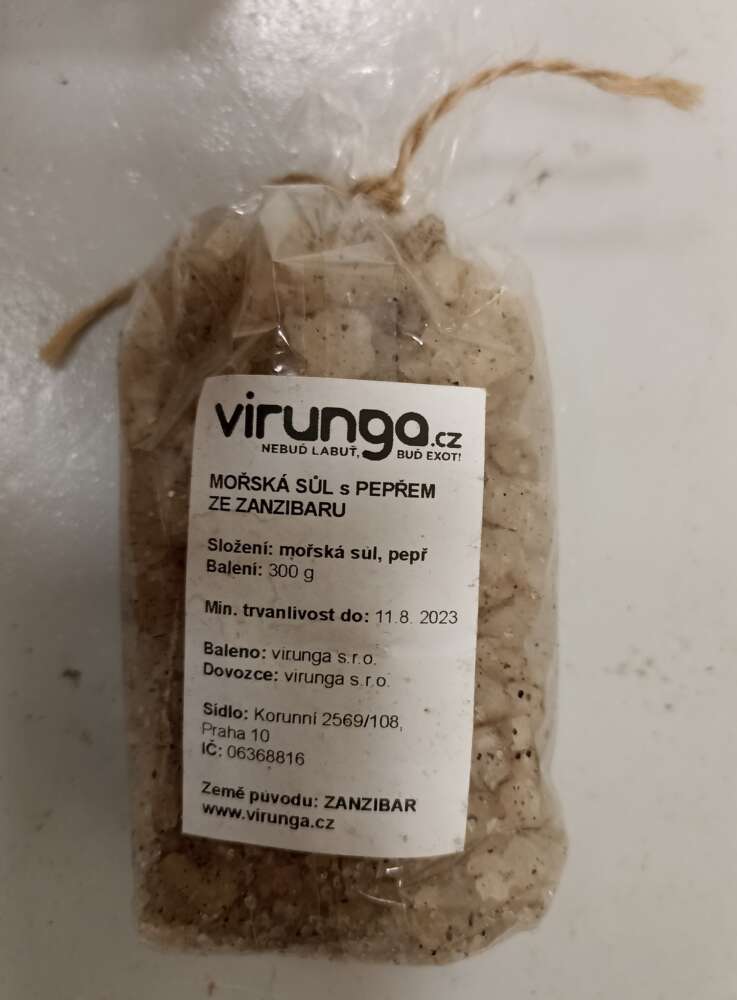 virunga.cz
NEBUĎ LABUŤ, BUĎ EXOT!
MOŘSKÁ SŮL s PEPŘEM
ZE ZANZIBARU
Složení: mořská sůl, pepř
Balení: 300 g
Min. trvanlivost do: 11.8. 2023
Baleno: virunga s.r.o.
Dovozce: virunga s.r.o.
Sídlo: Korunní 2569/108,
Praha 10
IČ: 06368816
Země původu: ZANZIBAR
www.virunga.cz